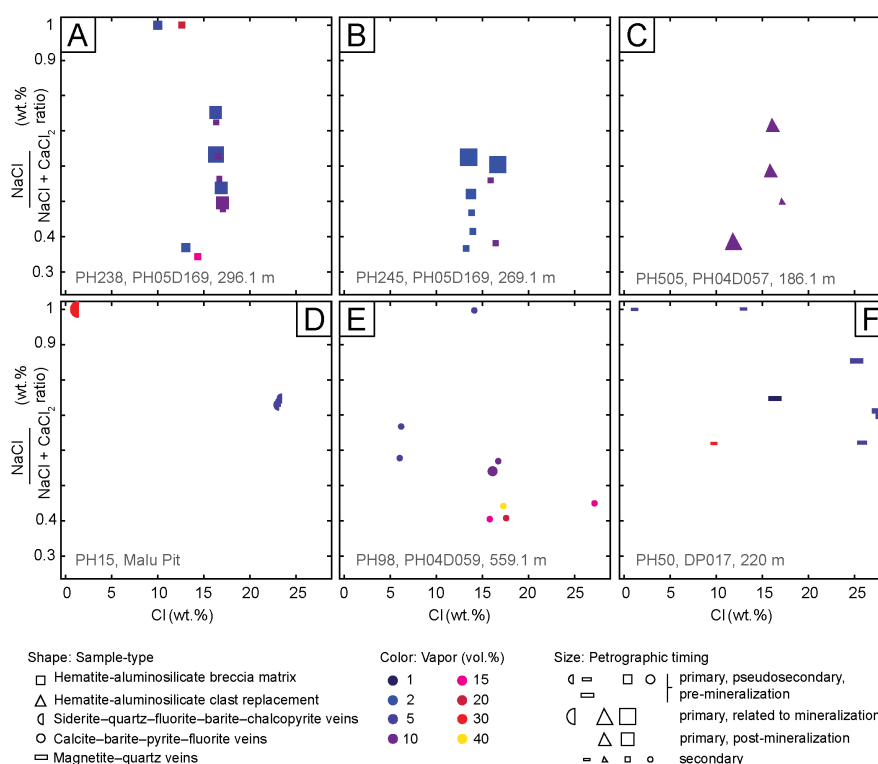 A
B
C
1
0.9
0.4
0.3
NaCl
NaCl + CaCl2
(wt.%
ratio)
PH238, PH05D169, 296.1 m
PH245, PH05D169, 269.1 m
PH505, PH04D057, 186.1 m
D
E
F
1
0.9
0.4
0.3
NaCl
NaCl + CaCl2
(wt.%
ratio)
PH15, Malu Pit
PH98, PH04D059, 559.1 m
PH50, DP017, 220 m
0 5 10 15 20 25
0 5 10 15 20 25
0 5 10 15 20 25
Cl (wt.%)
Cl (wt.%)
Cl (wt.%)
Shape: Sample-type
Hematite-aluminosilicate breccia matrix
Hematite-aluminosilicate clast replacement
Siderite–quartz–fluorite–barite–chalcopyrite veins
Calcite–barite–pyrite–fluorite veins
Magnetite–quartz veins
Color: Vapor (vol.%)
1 15
2 20
5 30
10 40
Size: Petrographic timing
primary, pseudosecondary,
pre-mineralization
primary, related to mineralization
primary, post-mineralization
secondary